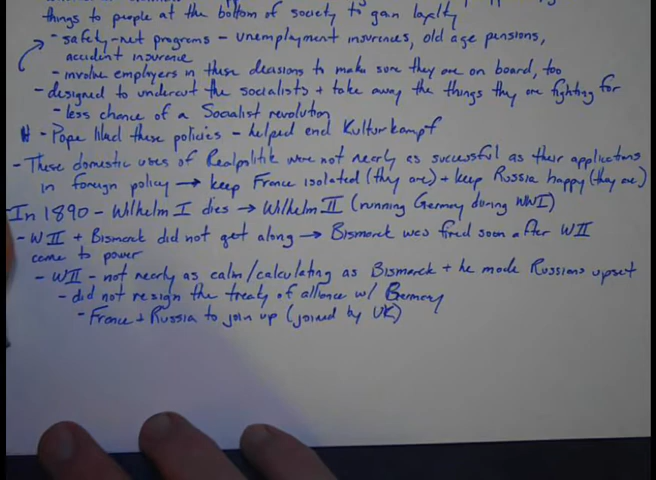 things to people at the bottom of society to gain loyalty
- safety-net programs - unemployment insurances, old age pensions,
accident insurance
- involve employers in these decisions to make sure they are on board, too
- designed to undercut the socialists + take away the things they are fighting for
- less chance of a Socialist revolution
- Pope liked these policies - helped end Kulturkampf
- These domestic uses of Realpolitik were not nearly as successful as their applications
in foreign policy → keep France isolated (they are) + keep Russia happy (they are)
- In 1890 - Wilhelm I dies → Wilhelm II (running Germany during WWI)
- WII + Bismarck did not get along → Bismarck was fired soon after WII
came to power
- WII - not nearly as calm/calculating as Bismarck + he made Russians upset
- did not resign the treaty of alliance w/ Germany
- France + Russia to join up (joined by UK)